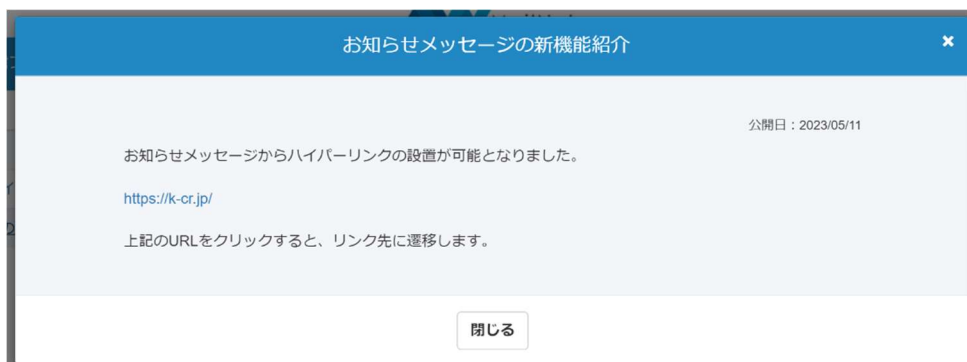 お知らせメッセージの新機能紹介
×
公開日：2023/05/11
お知らせメッセージからハイパーリンクの設置が可能となりました。
https://k-cr.jp/
上記のURLをクリックすると、リンク先に遷移します。
閉じる